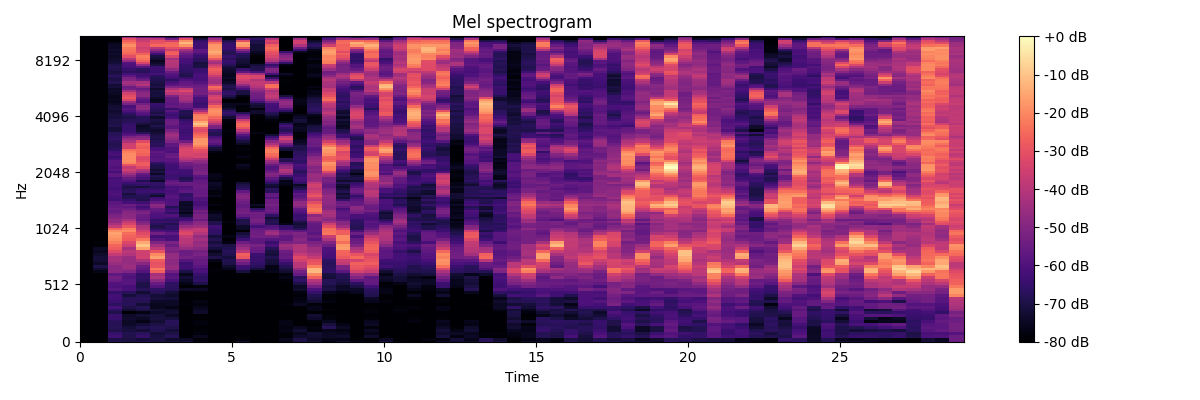 Mel spectrogram
8192
4096
2048
1024
512
0
Hz
0 5 10 15 20 25
Time
+0 dB
-10 dB
-20 dB
-30 dB
-40 dB
-50 dB
-60 dB
-70 dB
-80 dB